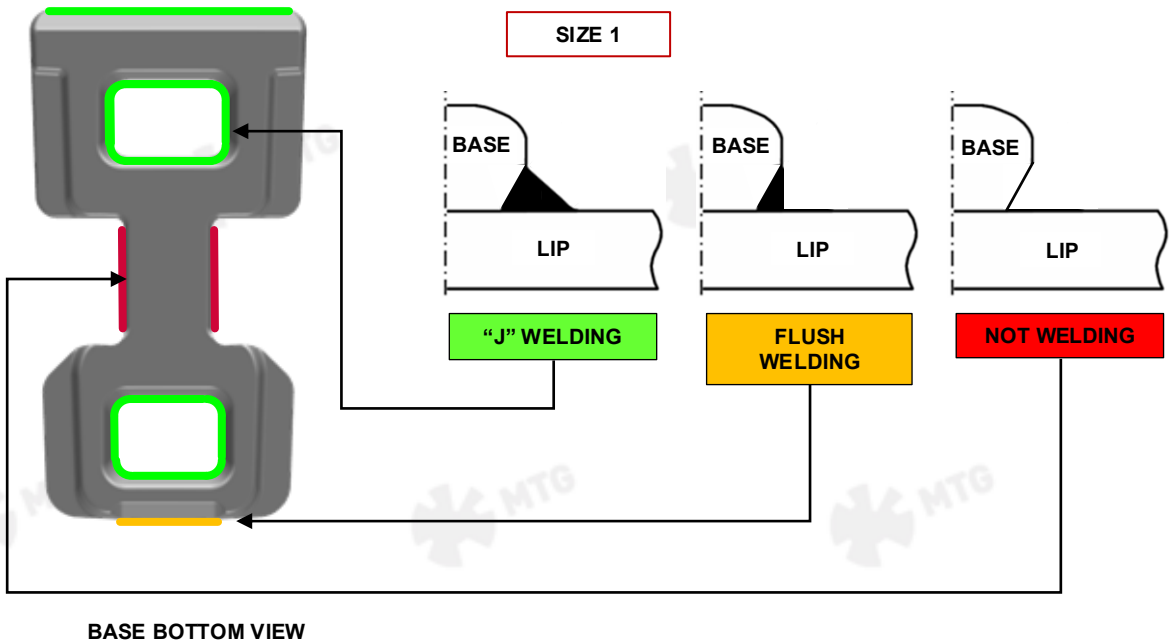 SIZE 1
BASE
BASE
BASE
LIP
LIP
LIP
“J” WELDING
FLUSH
WELDING
NOT WELDING
MTG
MTG
MTG
MTG
BASE BOTTOM VIEW